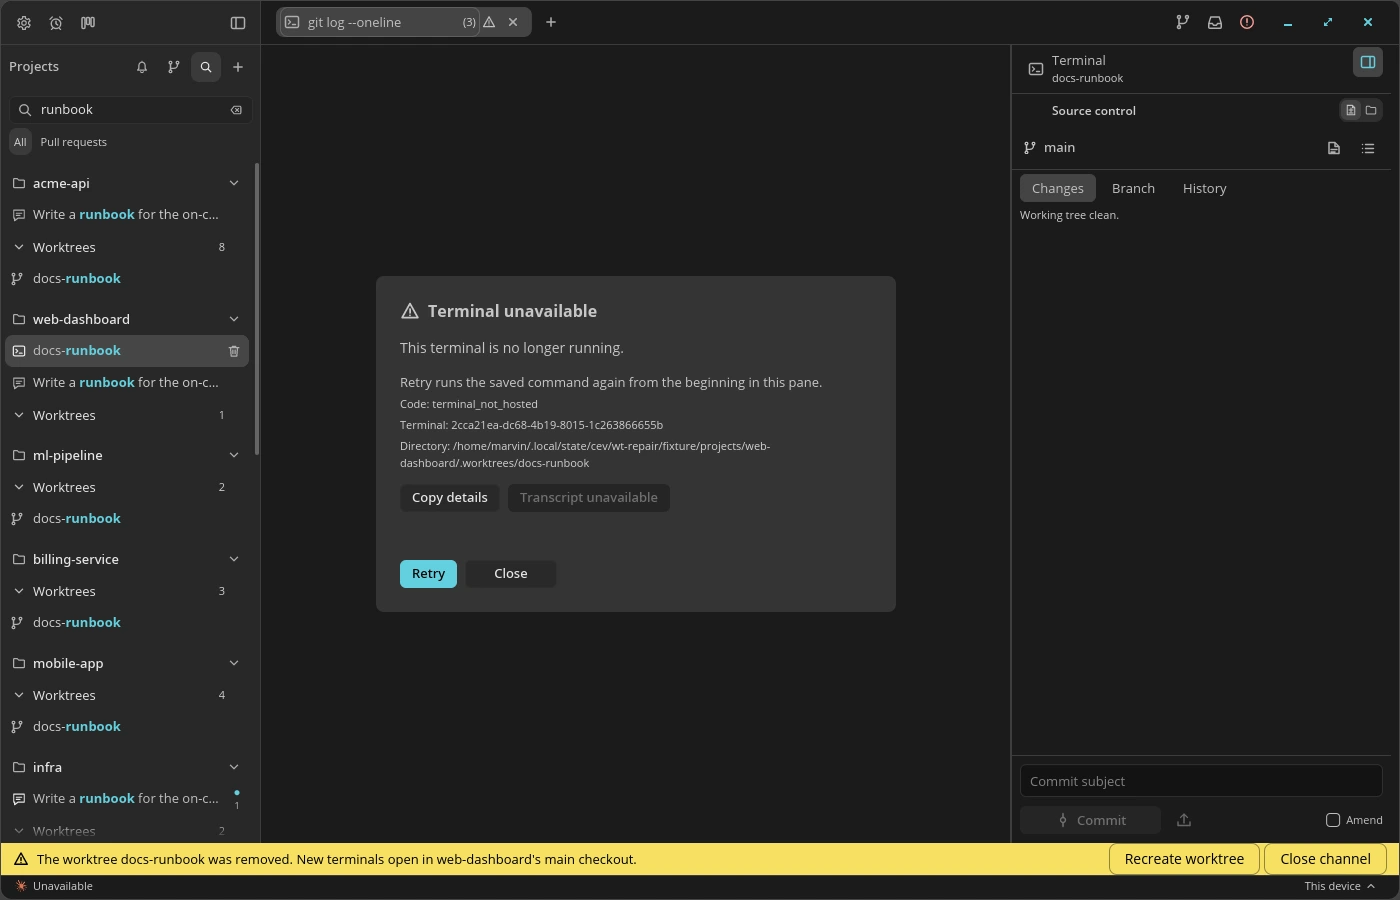 git log --oneline (3)
Projects
runbook
All Pull requests
acme-api
Write a runbook for the on-c...
Worktrees 8
docs-runbook
web-dashboard
docs-runbook
Write a runbook for the on-c...
Worktrees 1
ml-pipeline
Worktrees 2
docs-runbook
billing-service
Worktrees 3
docs-runbook
mobile-app
Worktrees 4
docs-runbook
infra
Write a runbook for the on-c...
1
Worktrees 2
Terminal unavailable
This terminal is no longer running.
Retry runs the saved command again from the beginning in this pane.
Code: terminal_not_hosted
Terminal: 2cca21ea-dc68-4b19-8015-1c263866655b
Directory: /home/marvin/.local/state/cev/wt-repair/fixture/projects/web-
dashboard/.worktrees/docs-runbook
Copy details Transcript unavailable
Retry Close
Terminal
docs-runbook
Source control
main
Changes Branch History
Working tree clean.
Commit subject
Commit Amend
The worktree docs-runbook was removed. New terminals open in web-dashboard's main checkout. Recreate worktree Close channel
Unavailable This device